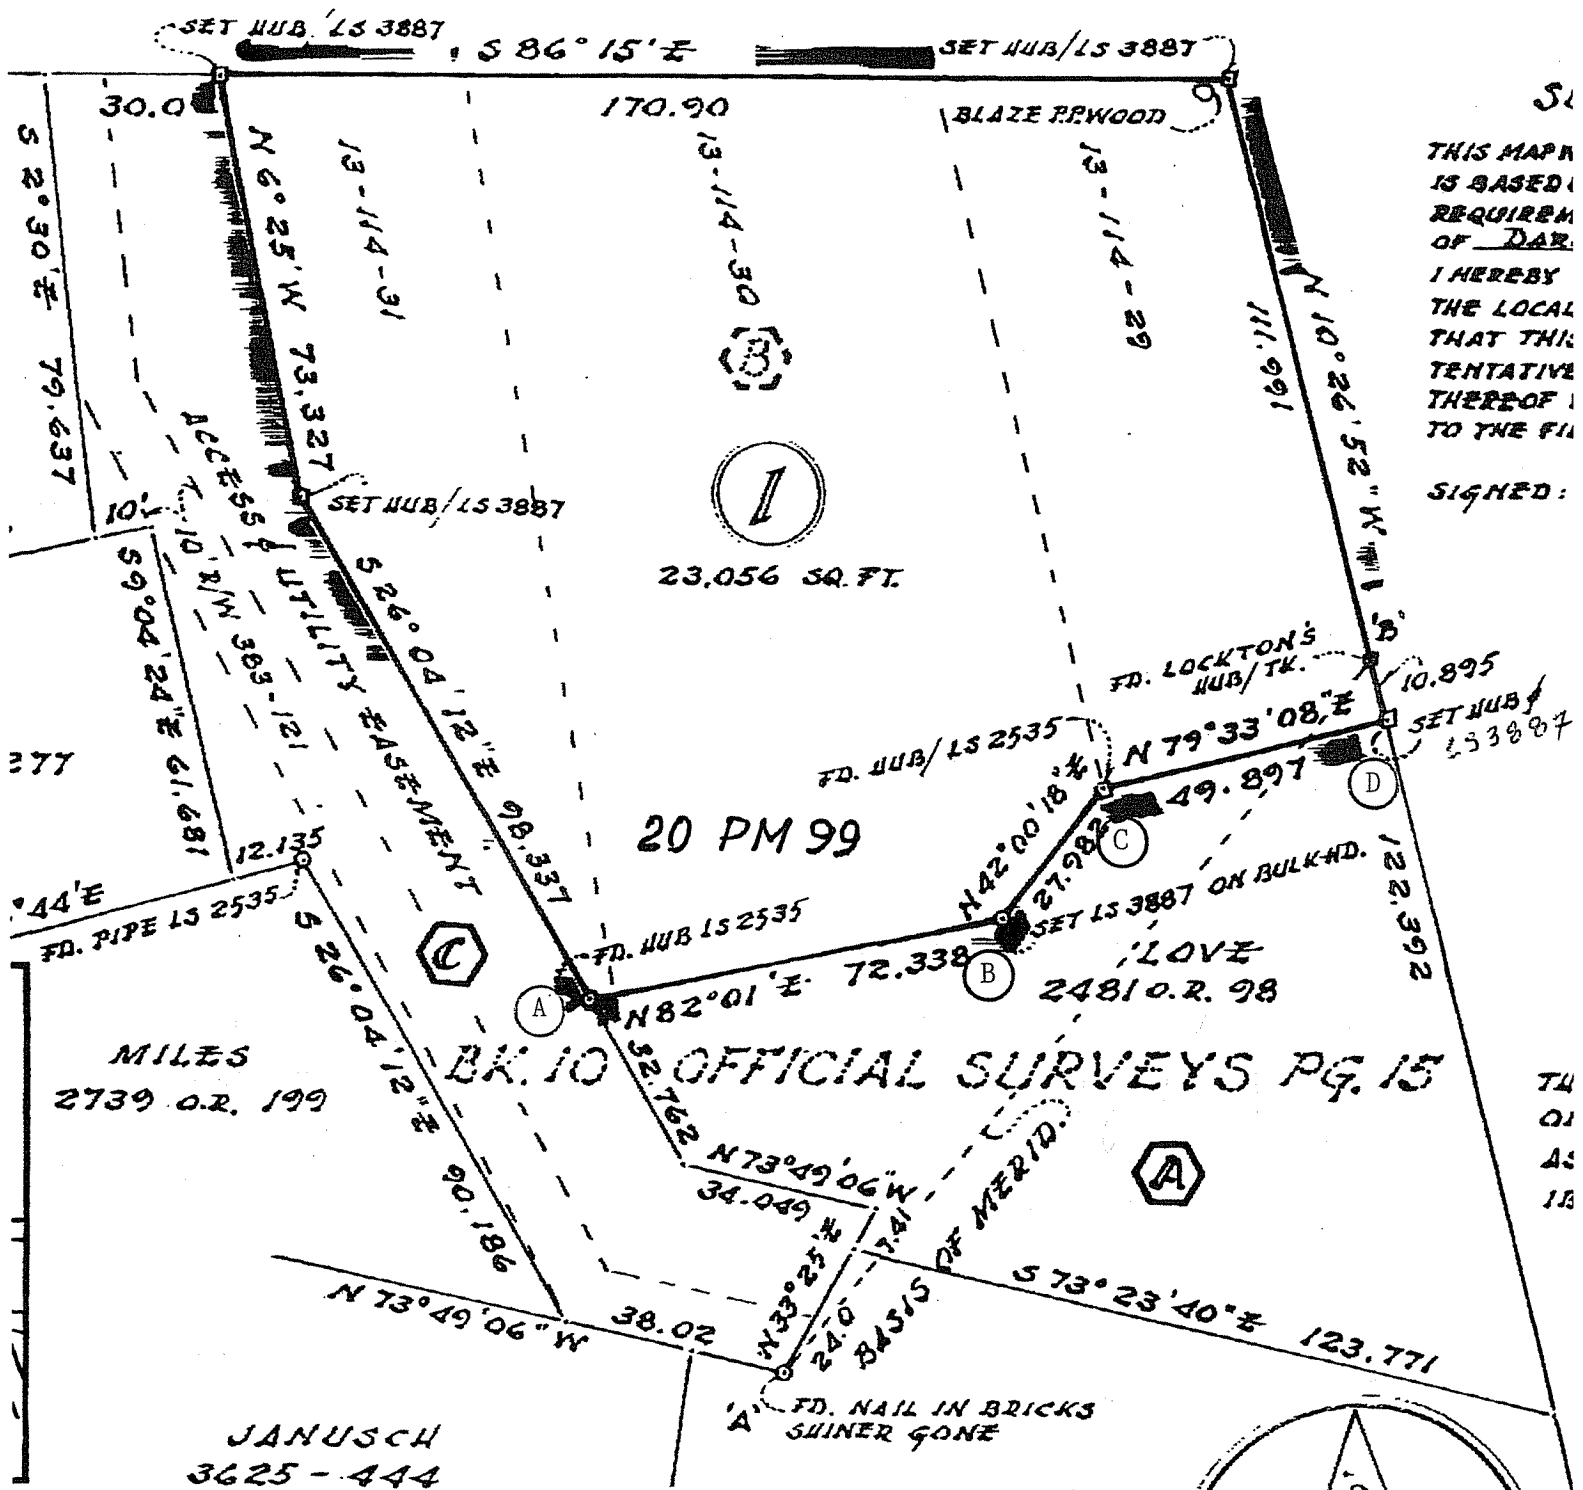 SET HUB 'LS 3887
S 86° 15' E
SET HUB/LS 3887
30.0
170.90
BLAZE P.P. WOOD
S 2° 30' E 79.637
N 6° 25' W 73.327
13-114-31
13-114-30
13-114-29
111.991
N 10° 26' 52" W
THIS MAP W
IS BASED
REQUIREM
OF DAR
I HEREBY
THE LOCAL
THAT THIS
TENTATIVE
THEREOF
TO THE FIL
SIGNED:
B
1
23,056 SQ. FT.
SET HUB/LS 3887
10'
ACCESS & UTILITY EASEMENT
10' R/W 383-121
S 9° 04' 24" E 61.681
S 26° 04' 12" E 98.337
FD. LOCKTON'S
HUB/TK.
'B'
10.895
SET HUB &
LS 3887
N 79° 33' 08" E
49.897
D
FD. HUB/LS 2535
277
20 PM 99
N 42° 00' 18" E
27.982
C
122.392
12.135
° 44' E
FD. PIPE LS 2535
FD. HUB LS 2535
SET LS 3887 ON BULKHD.
C
A
N 82° 01' E 72.338
B
LOVE
2481 O.R. 98
S 26° 04' 12" E 90.186
32.762
BK. 10 OFFICIAL SURVEYS PG. 15
MILES
2739 O.R. 199
N 73° 49' 06" W
34.049
A
N 33° 25' E
7.41
24.0
BASIS OF MERID.
S 73° 23' 40" E 123.771
N 73° 49' 06" W
38.02
'A'
FD. NAIL IN BRICKS
SHINER GONE
JANUSCH
3625 - 444